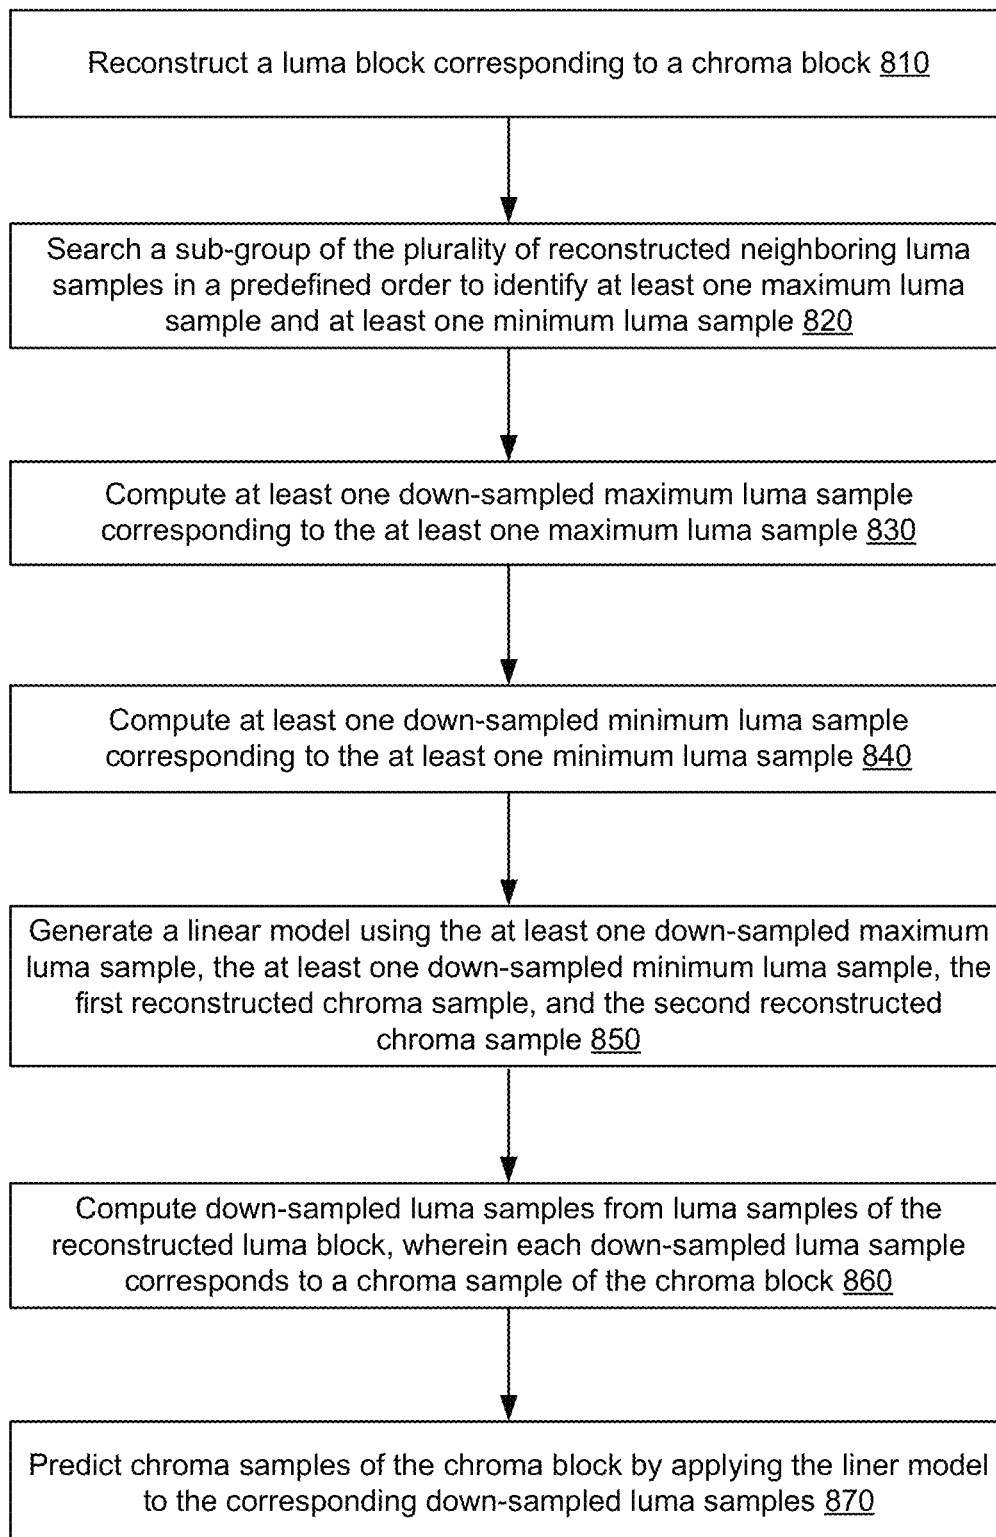 Reconstruct a luma block corresponding to a chroma block 810
Search a sub-group of the plurality of reconstructed neighboring luma
samples in a predefined order to identify at least one maximum luma
sample and at least one minimum luma sample 820
Compute at least one down-sampled maximum luma sample
corresponding to the at least one maximum luma sample 830
Compute at least one down-sampled minimum luma sample
corresponding to the at least one minimum luma sample 840
Generate a linear model using the at least one down-sampled maximum
luma sample, the at least one down-sampled minimum luma sample, the
first reconstructed chroma sample, and the second reconstructed
chroma sample 850
Compute down-sampled luma samples from luma samples of the
reconstructed luma block, wherein each down-sampled luma sample
corresponds to a chroma sample of the chroma block 860
Predict chroma samples of the chroma block by applying the liner model
to the corresponding down-sampled luma samples 870